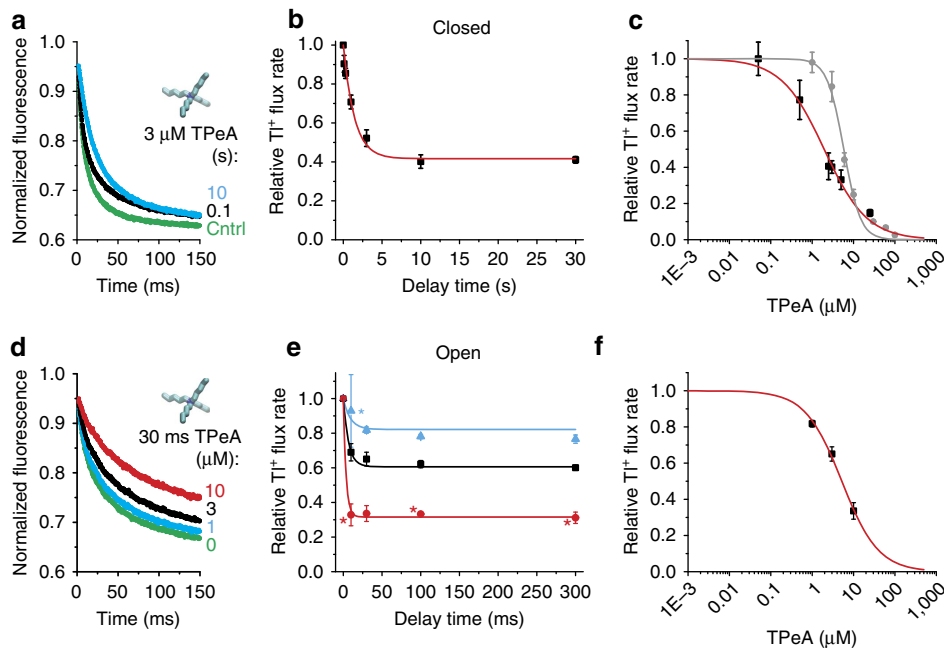 a
Normalized fluorescence
1.0
0.9
0.8
0.7
0.6
0
50
100
150
Time (ms)
3 μM TPeA
(s):
10
0.1
Cntrl
b
Closed
Relative Tl⁺ flux rate
1.0
0.8
0.6
0.4
0.2
0.0
0 5 10 15 20 25 30
Delay time (s)
c
Relative Tl⁺ flux rate
1.0
0.8
0.6
0.4
0.2
0.0
1E−3
0.01
0.1
1
10
100
1,000
TPeA (μM)
d
Normalized fluorescence
1.0
0.9
0.8
0.7
0.6
0
50
100
150
Time (ms)
30 ms TPeA
(μM):
10
3
1
0
e
Open
Relative Tl⁺ flux rate
1.0
0.8
0.6
0.4
0.2
0.0
*
*
*
*
0 50 100 150 200 250 300
Delay time (ms)
f
Relative Tl⁺ flux rate
1.0
0.8
0.6
0.4
0.2
0.0
1E−3
0.01
0.1
1
10
100
1,000
TPeA (μM)